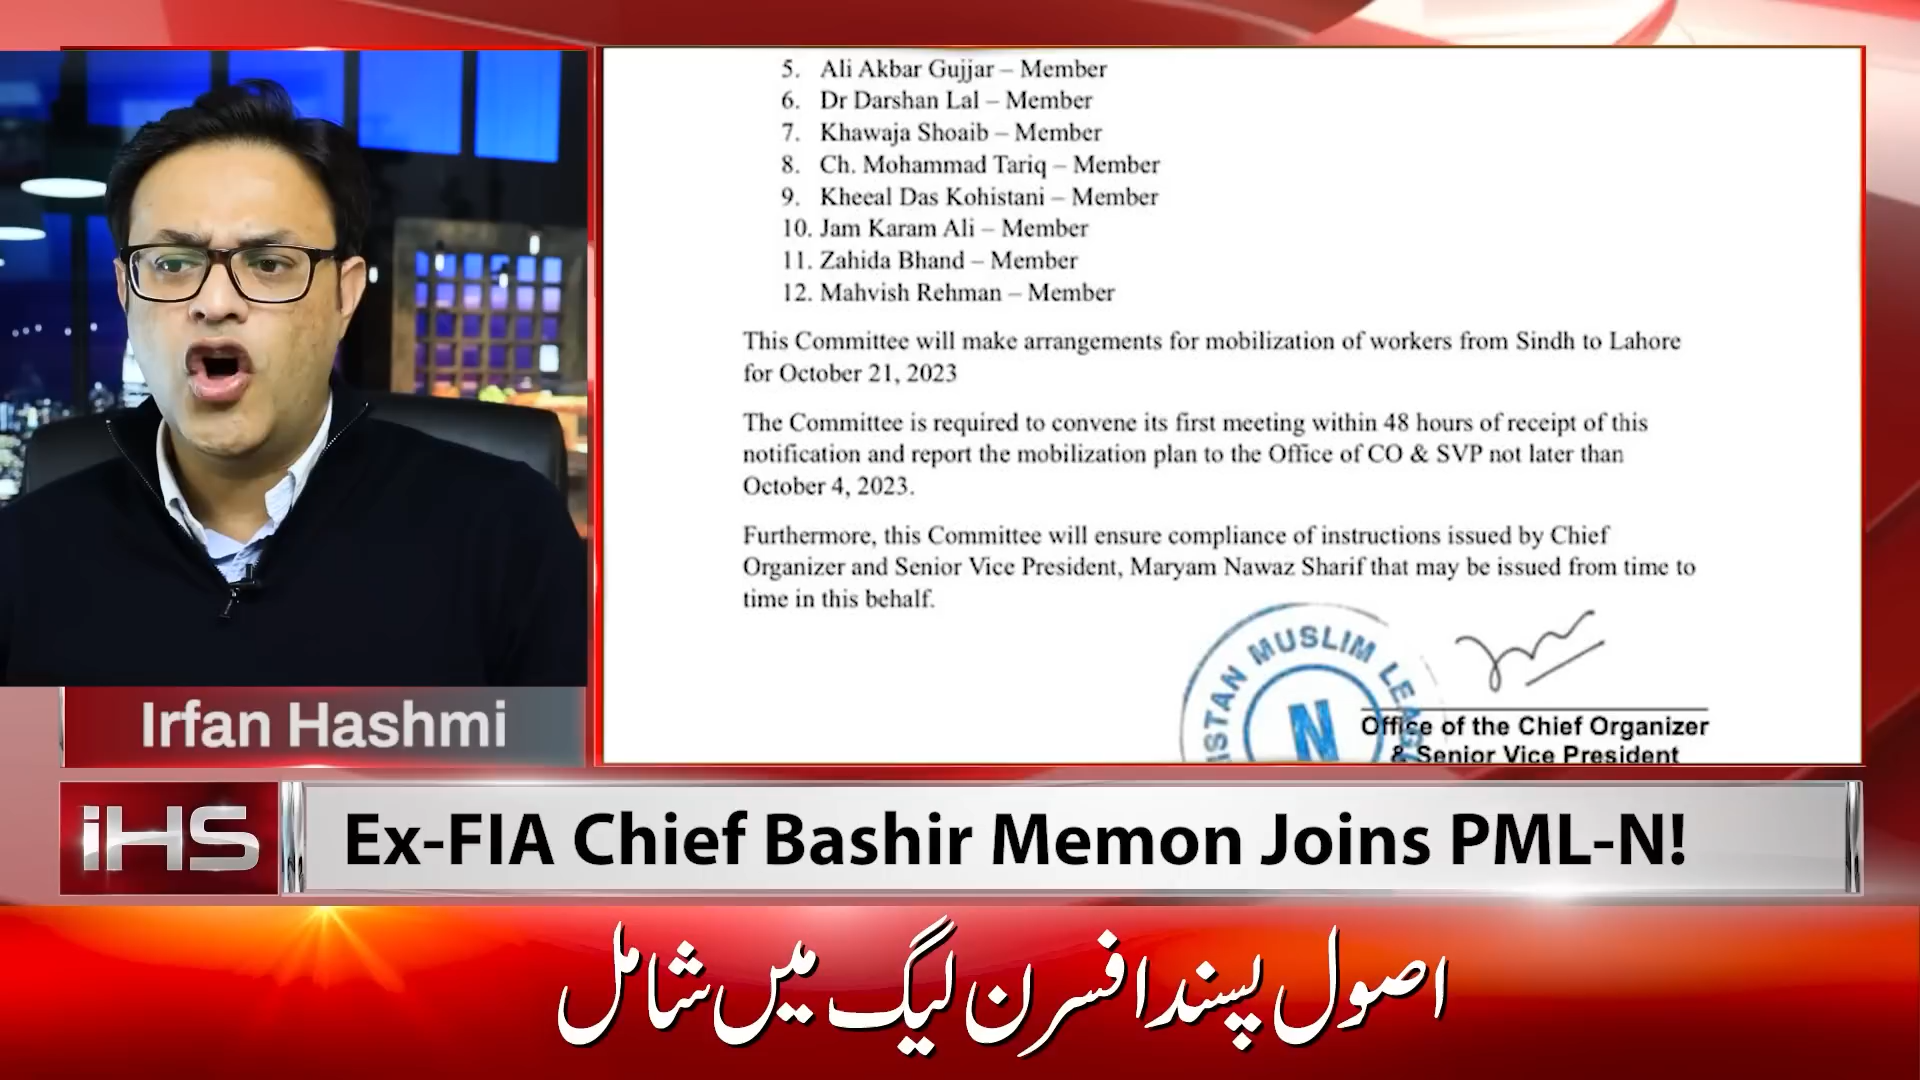 5. Ali Akbar Gujjar – Member
6. Dr Darshan Lal – Member
7. Khawaja Shoaib – Member
8. Ch. Mohammad Tariq – Member
9. Kheeal Das Kohistani – Member
10. Jam Karam Ali – Member
11. Zahida Bhand – Member
12. Mahvish Rehman – Member
This Committee will make arrangements for mobilization of workers from Sindh to Lahore
for October 21, 2023
The Committee is required to convene its first meeting within 48 hours of receipt of this
notification and report the mobilization plan to the Office of CO & SVP not later than
October 4, 2023.
Furthermore, this Committee will ensure compliance of instructions issued by Chief
Organizer and Senior Vice President, Maryam Nawaz Sharif that may be issued from time to
time in this behalf.
ISTAN MUSLIM LEAGU
N
Office of the Chief Organizer
& Senior Vice President
Irfan Hashmi
iHS
Ex-FIA Chief Bashir Memon Joins PML-N!
اصول پسند افسر ن لیگ میں شامل